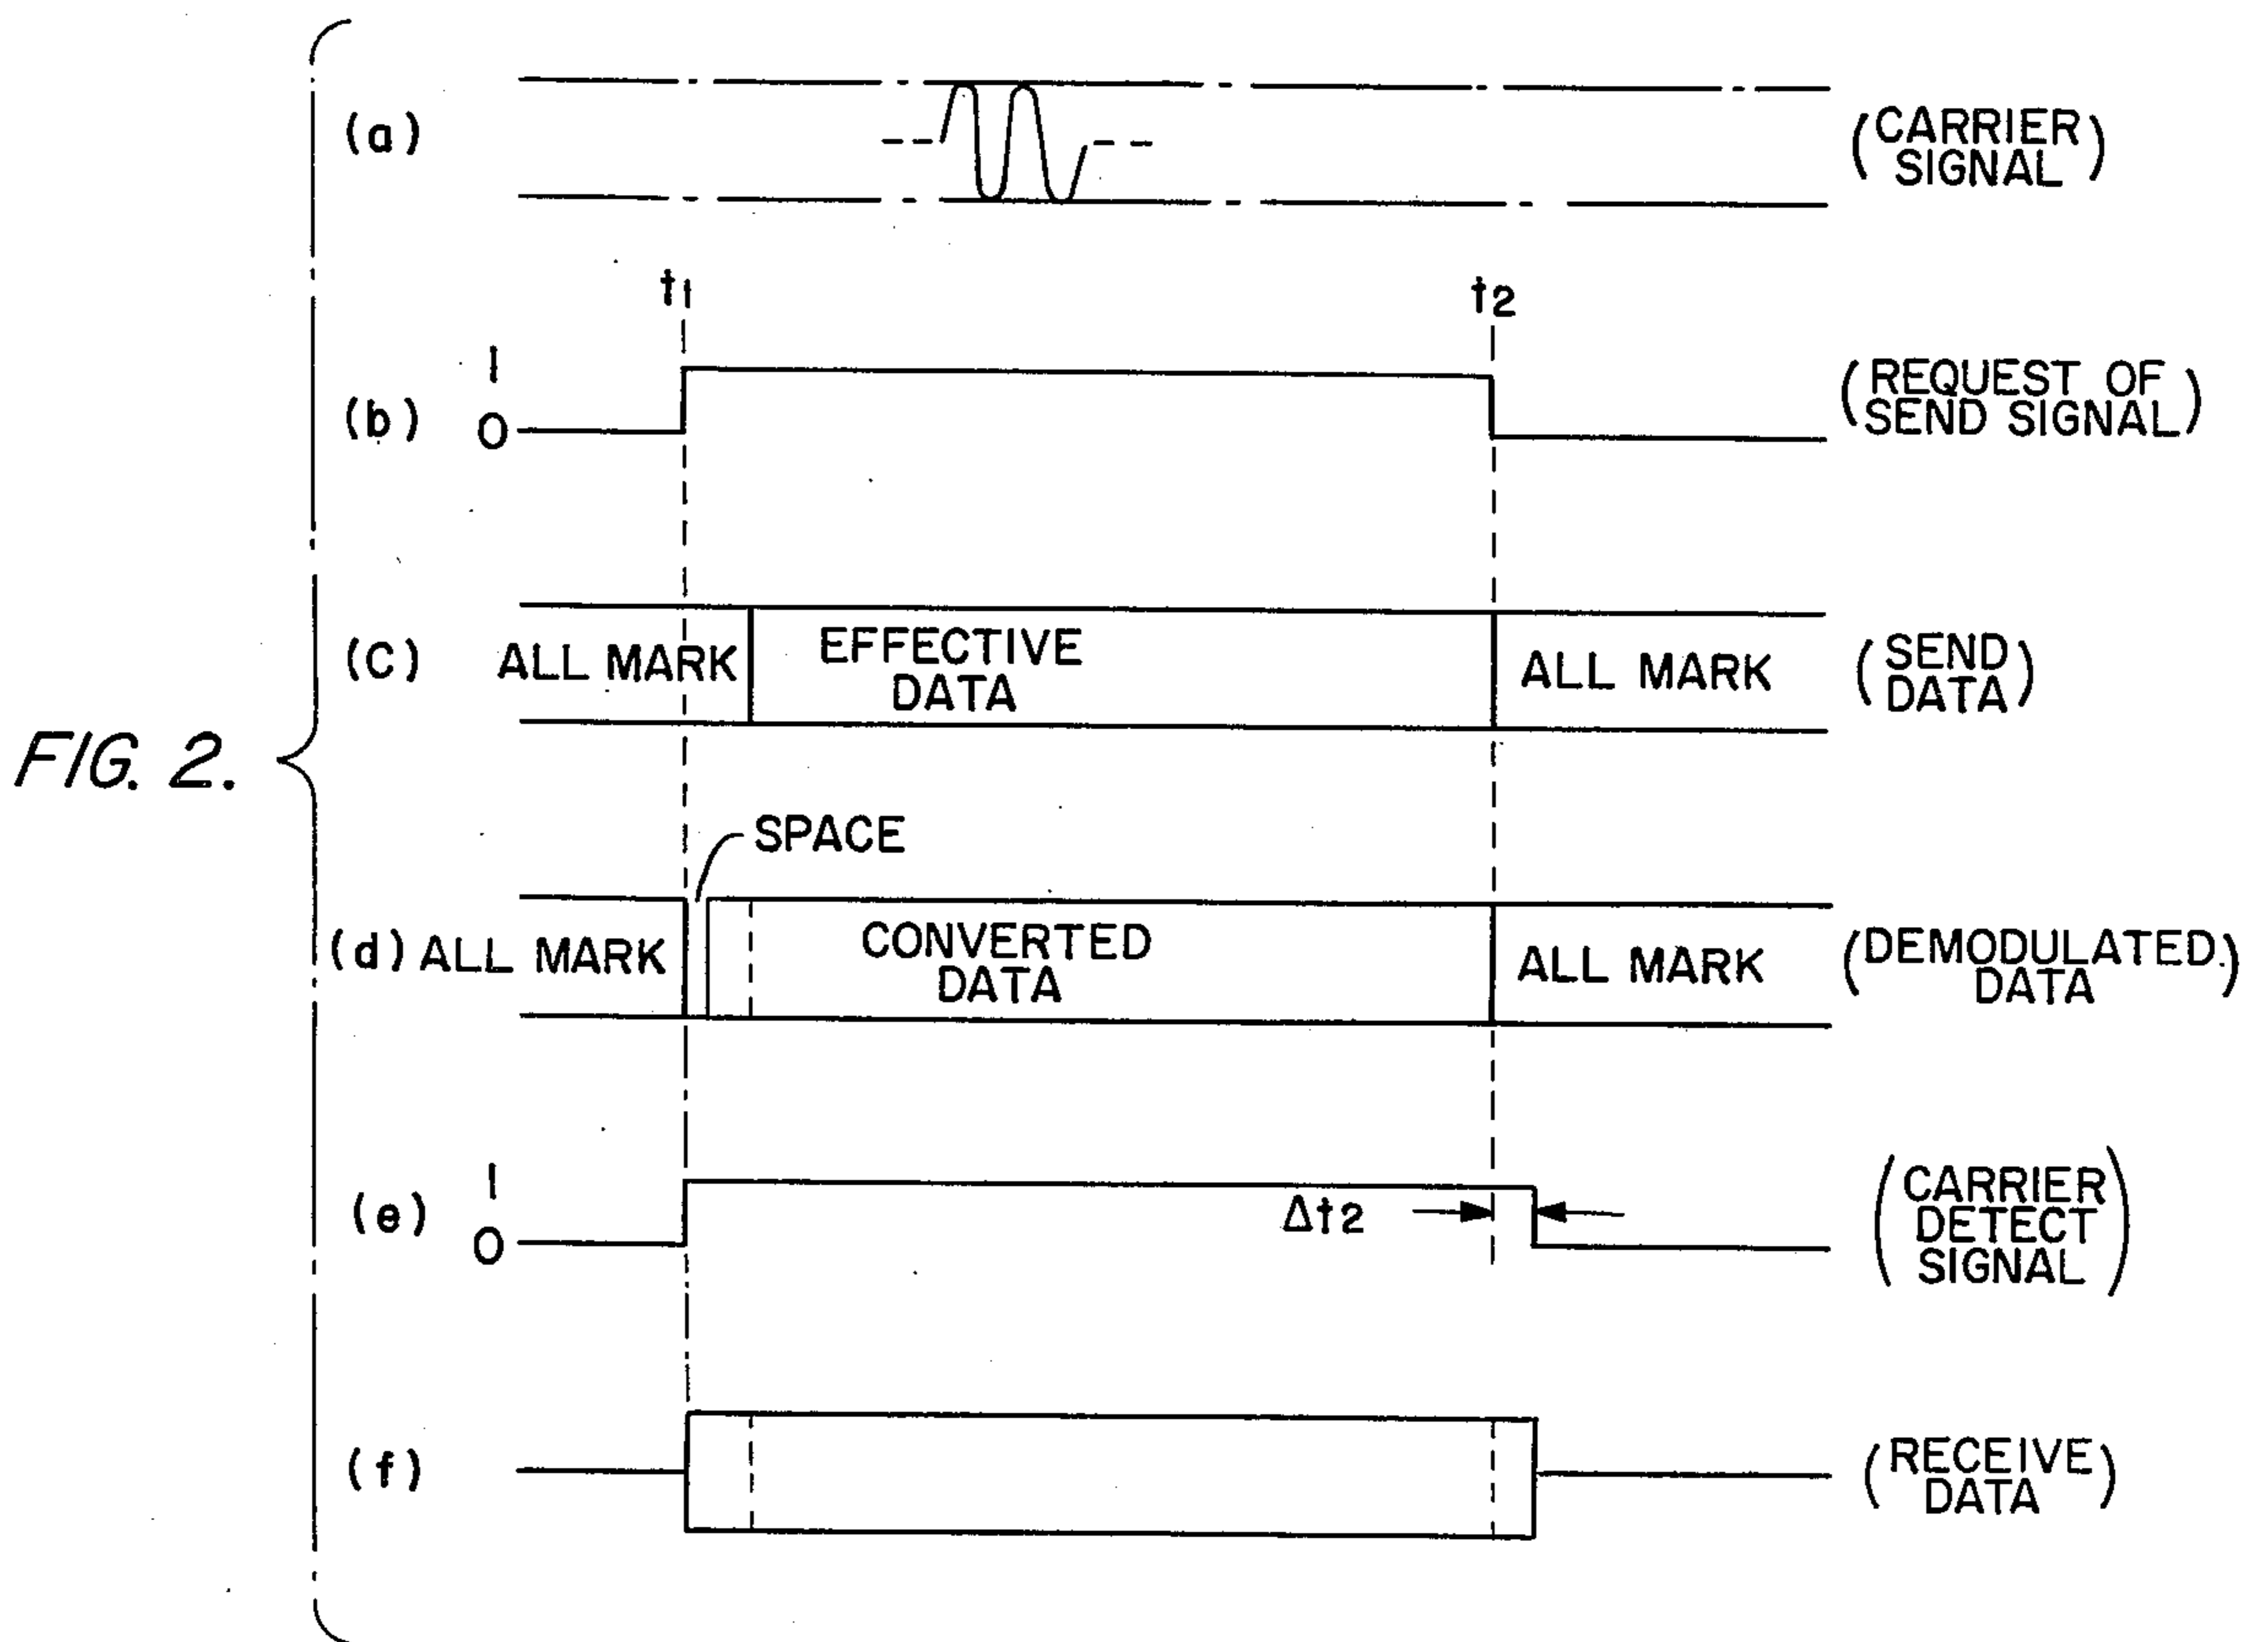 (a)
(CARRIER
SIGNAL)
t1
t2
1
(b)
0
(REQUEST OF
SEND SIGNAL)
(c)
ALL MARK
EFFECTIVE
DATA
ALL MARK
(SEND
DATA)
FIG. 2.
SPACE
(d)
ALL MARK
CONVERTED
DATA
ALL MARK
(DEMODULATED
DATA)
1
(e)
0
Δt2
(CARRIER
DETECT
SIGNAL)
(f)
(RECEIVE
DATA)